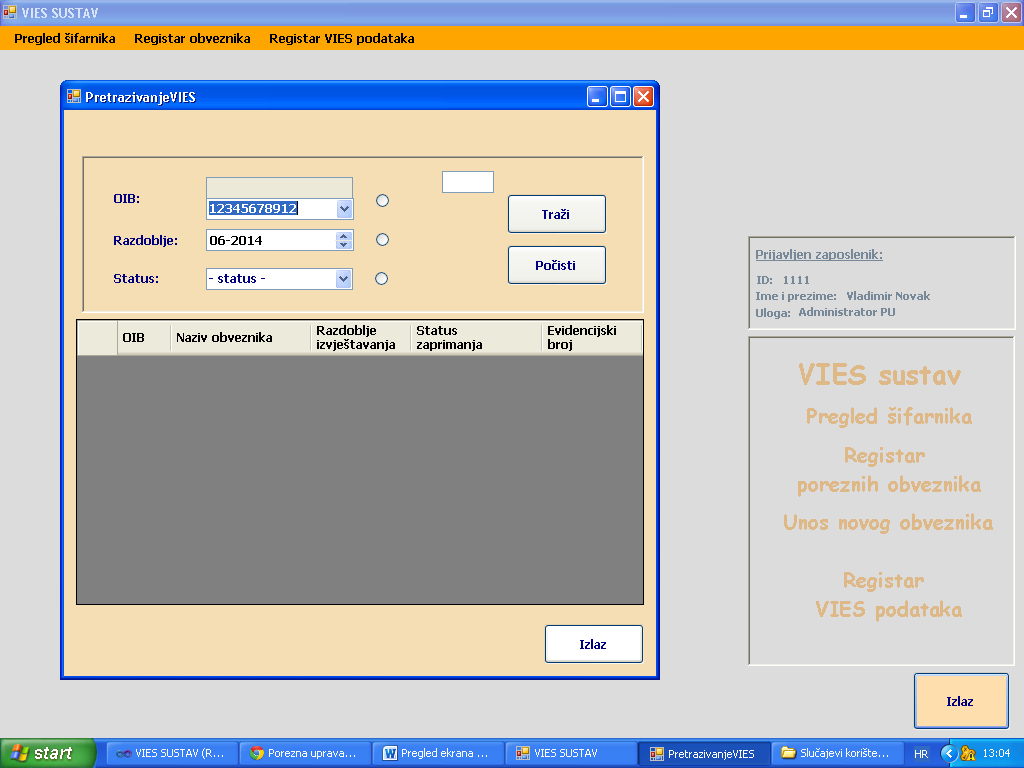 VIES SUSTAV
Pregled šifarnika Registar obveznika Registar VIES podataka
PretrazivanjeVIES
OIB:
12345678912
Traži
Razdoblje:
06-2014
Počisti
Status:
- status -
OIB Naziv obveznika Razdoblje izvještavanja Status zaprimanja Evidencijski broj
Izlaz
Prijavljen zaposlenik:
ID: 1111
Ime i prezime: Vladimir Novak
Uloga: Administrator PU
VIES sustav
Pregled šifarnika
Registar
poreznih obveznika
Unos novog obveznika
Registar
VIES podataka
Izlaz
start VIES SUSTAV (R... Porezna uprava... Pregled ekrana ... VIES SUSTAV PretrazivanjeVIES Slučajevi korište... HR 13:04